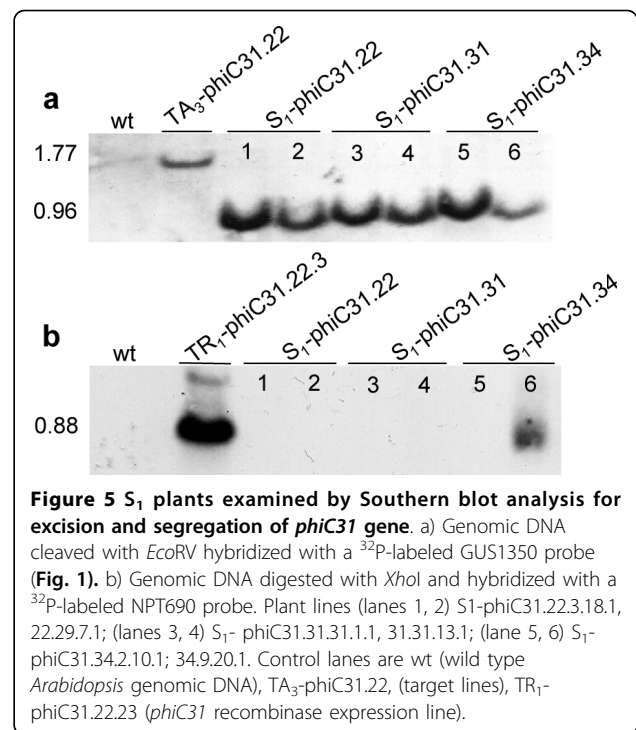 a
wt
TA₃-phiC31.22
S₁-phiC31.22
S₁-phiC31.31
S₁-phiC31.34
1 2 3 4 5 6
1.77
0.96
b
wt
TR₁-phiC31.22.3
S₁-phiC31.22
S₁-phiC31.31
S₁-phiC31.34
1 2 3 4 5 6
0.88
Figure 5 S₁ plants examined by Southern blot analysis for
excision and segregation of phiC31 gene. a) Genomic DNA
cleaved with EcoRV hybridized with a ³²P-labeled GUS1350 probe
(Fig. 1). b) Genomic DNA digested with XhoI and hybridized with a
³²P-labeled NPT690 probe. Plant lines (lanes 1, 2) S1-phiC31.22.3.18.1,
22.29.7.1; (lanes 3, 4) S₁- phiC31.31.31.1.1, 31.31.13.1; (lane 5, 6) S₁-
phiC31.34.2.10.1; 34.9.20.1. Control lanes are wt (wild type
Arabidopsis genomic DNA), TA₃-phiC31.22, (target lines), TR₁-
phiC31.22.23 (phiC31 recombinase expression line).